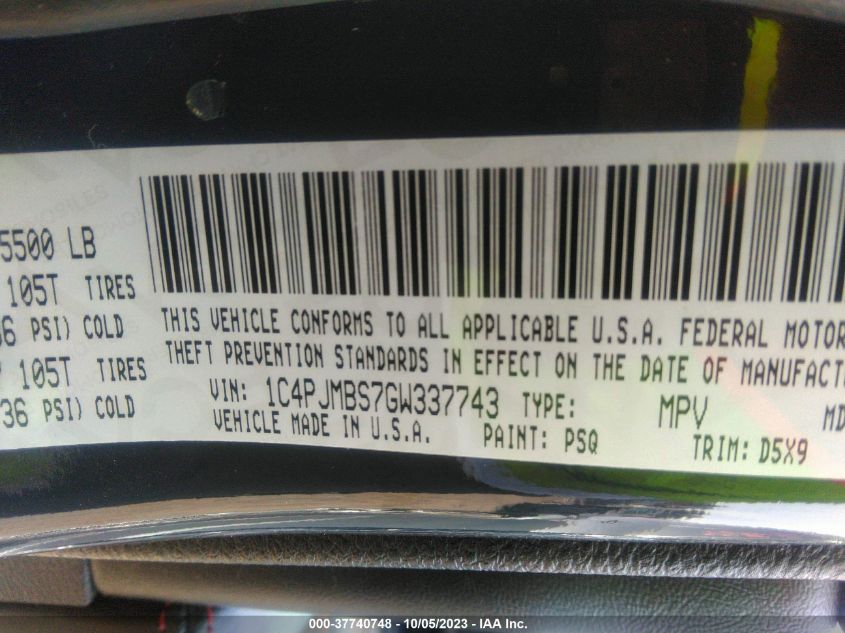 5500 LB
105T TIRES
36 PSI) COLD
105T TIRES
36 PSI) COLD
THIS VEHICLE CONFORMS TO ALL APPLICABLE U.S.A. FEDERAL MOTOR
THEFT PREVENTION STANDARDS IN EFFECT ON THE DATE OF MANUFACT
VIN: 1C4PJMBS7GW337743 TYPE: MPV MD
VEHICLE MADE IN U.S.A. PAINT: PSQ TRIM: D5X9
000-37740748 - 10/05/2023 - IAA Inc.